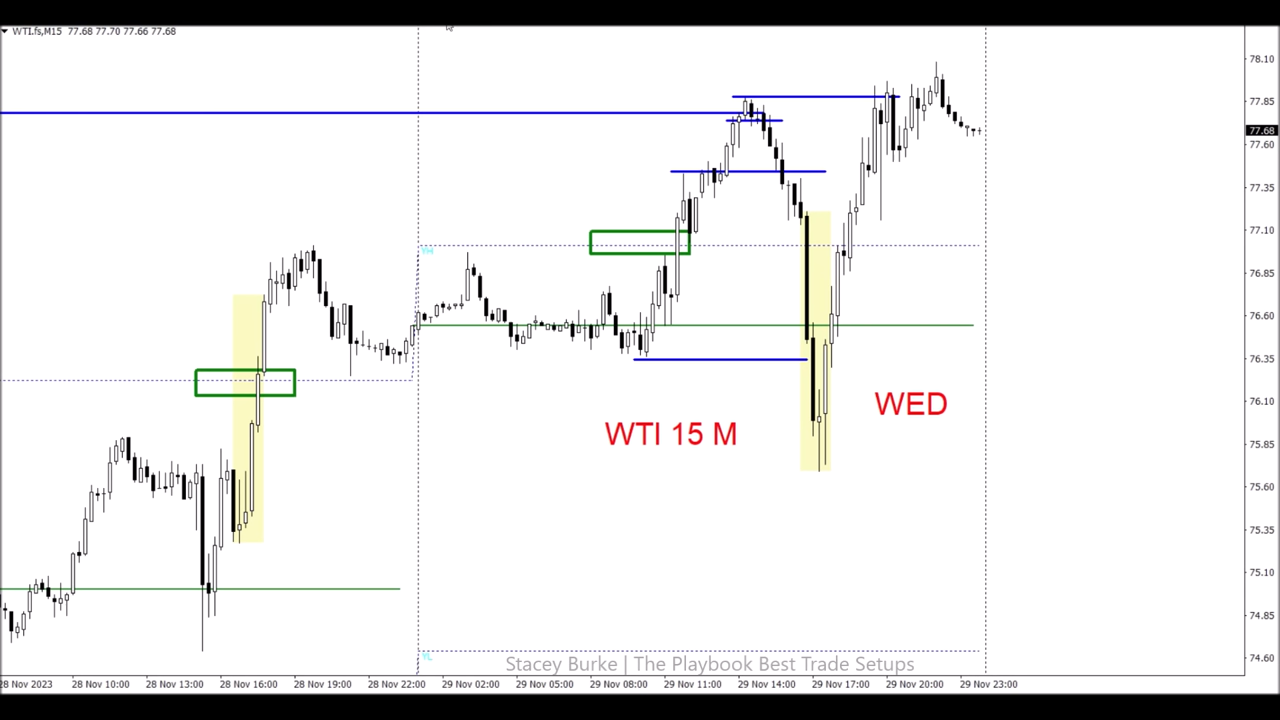 WTI.fs,M15 77.68 77.70 77.66 77.68
78.10
77.85
77.68
77.60
77.35
77.10
YH
76.85
76.60
76.35
WED
76.10
WTI 15 M
75.85
75.60
75.35
75.10
74.85
YL
Stacey Burke | The Playbook Best Trade Setups
74.60
28 Nov 2023 28 Nov 10:00 28 Nov 13:00 28 Nov 16:00 28 Nov 19:00 28 Nov 22:00 29 Nov 02:00 29 Nov 05:00 29 Nov 08:00 29 Nov 11:00 29 Nov 14:00 29 Nov 17:00 29 Nov 20:00 29 Nov 23:00